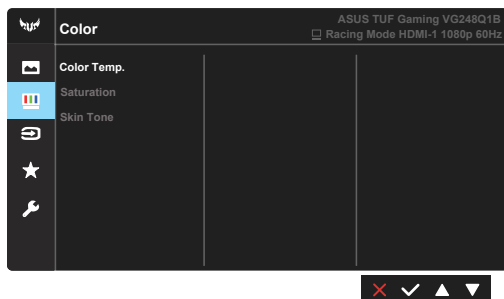 Color
ASUS TUF Gaming VG248Q1B
Racing Mode HDMI-1 1080p 60Hz
Color Temp.
Saturation
Skin Tone